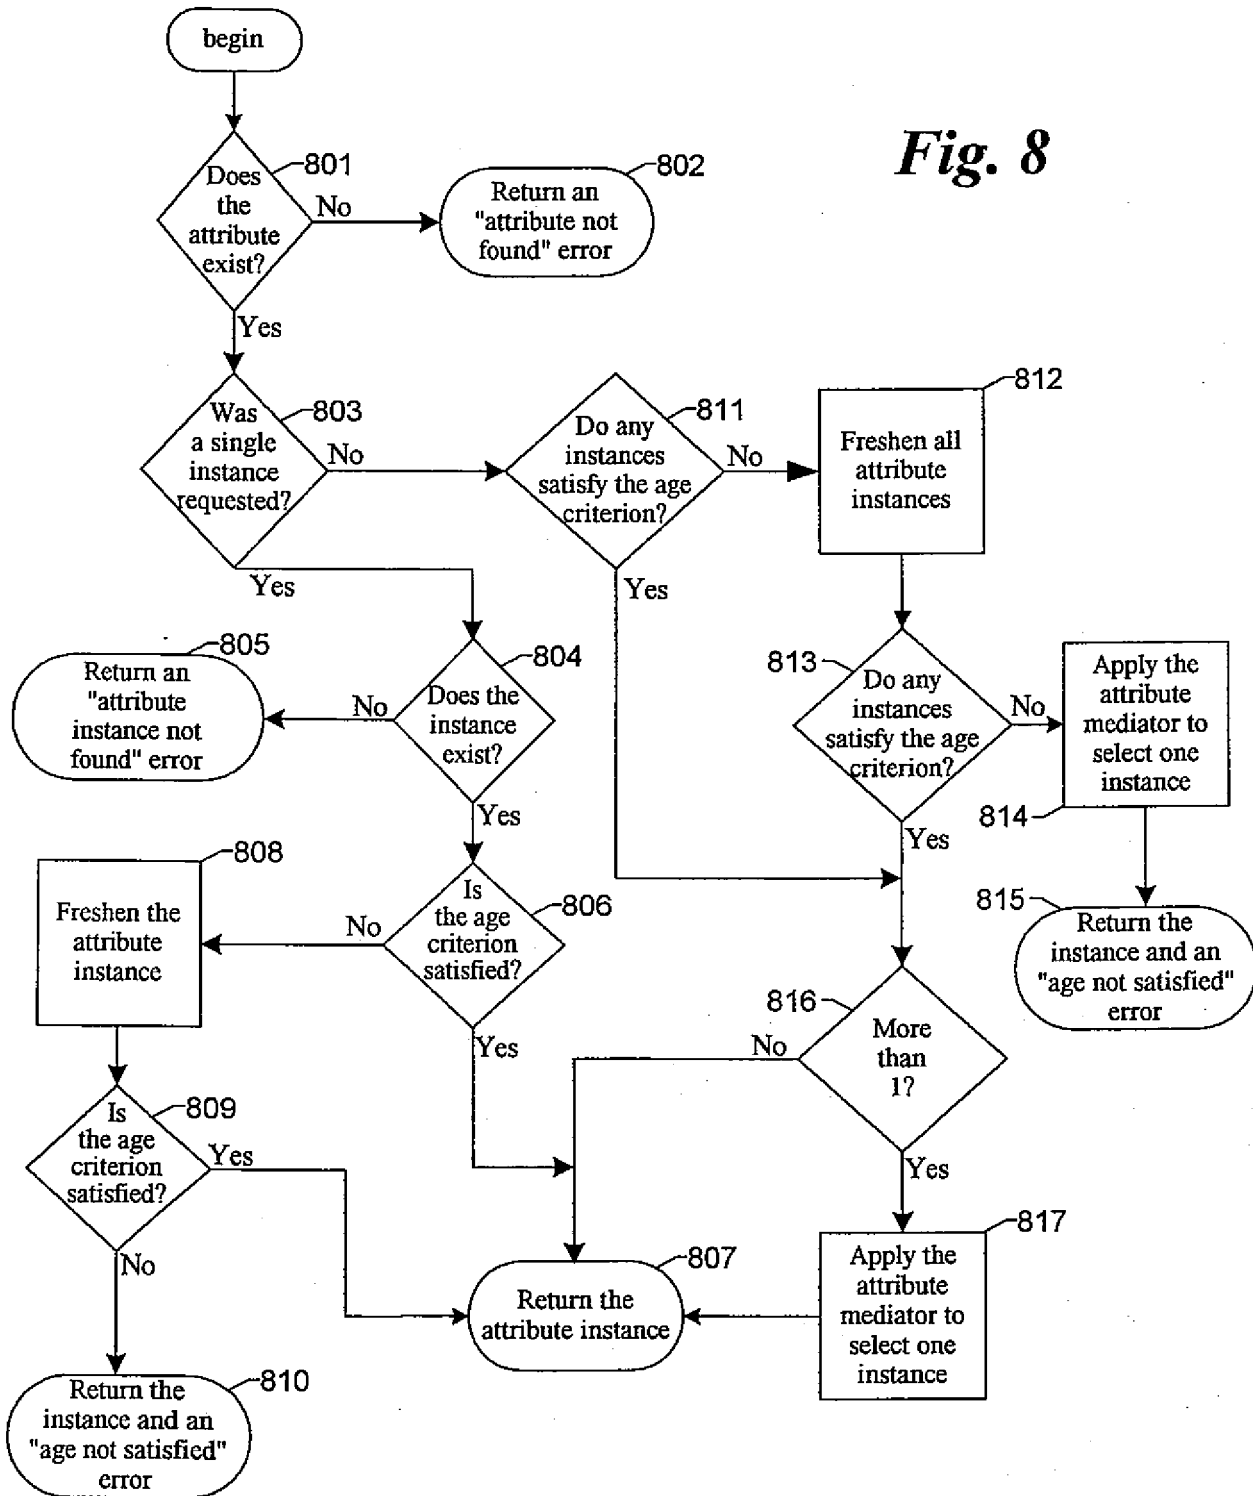 begin
Fig. 8
801
Does
the
attribute
exist?
No
802
Return an
"attribute not
found" error
Yes
803
Was
a single
instance
requested?
No
811
Do any
instances
satisfy the age
criterion?
No
812
Freshen all
attribute
instances
Yes
Yes
805
Return an
"attribute
instance not
found" error
No
804
Does the
instance
exist?
813
Do any
instances
satisfy the age
criterion?
No
Apply the
attribute
mediator to
select one
instance
814
Yes
Yes
808
Freshen the
attribute
instance
No
806
Is
the age
criterion
satisfied?
815
Return the
instance and an
"age not satisfied"
error
Yes
816
More
than
1?
No
Yes
809
Is
the age
criterion
satisfied?
Yes
No
807
Return the
attribute instance
817
Apply the
attribute
mediator to
select one
instance
810
Return the
instance and an
"age not satisfied"
error